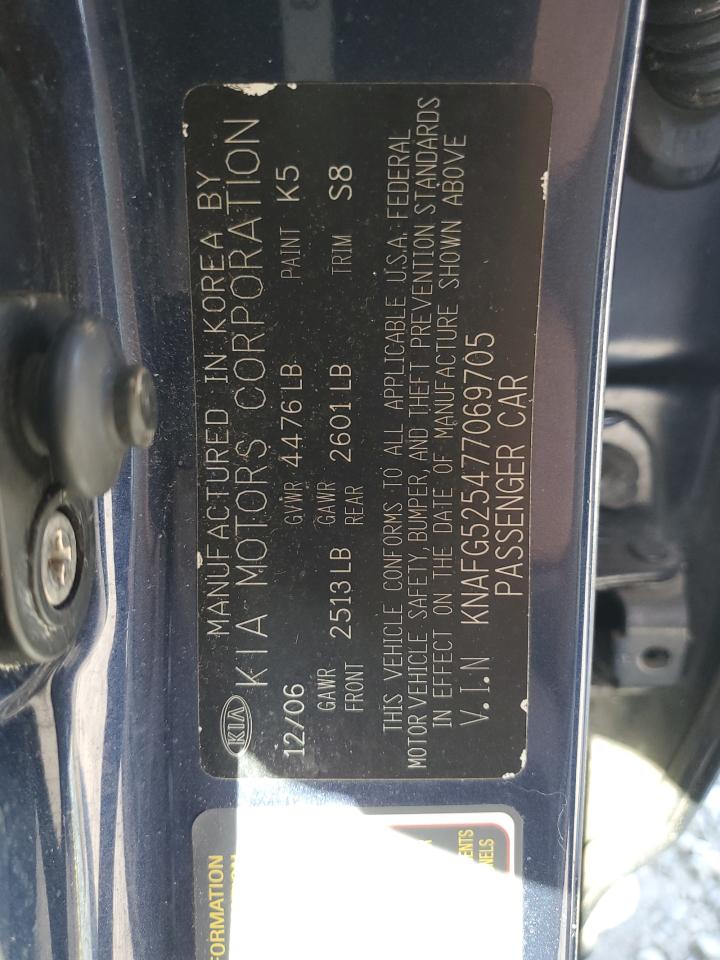 KIA
MANUFACTURED IN KOREA BY
KIA MOTORS CORPORATION
12/06 GVWR 4476 LB PAINT K5
GAWR FRONT 2513 LB GAWR REAR 2601 LB TRIM S8
THIS VEHICLE CONFORMS TO ALL APPLICABLE U.S.A. FEDERAL
MOTOR VEHICLE SAFETY, BUMPER, AND THEFT PREVENTION STANDARDS
IN EFFECT ON THE DATE OF MANUFACTURE SHOWN ABOVE
V.I.N KNAFG525477069705
PASSENGER CAR